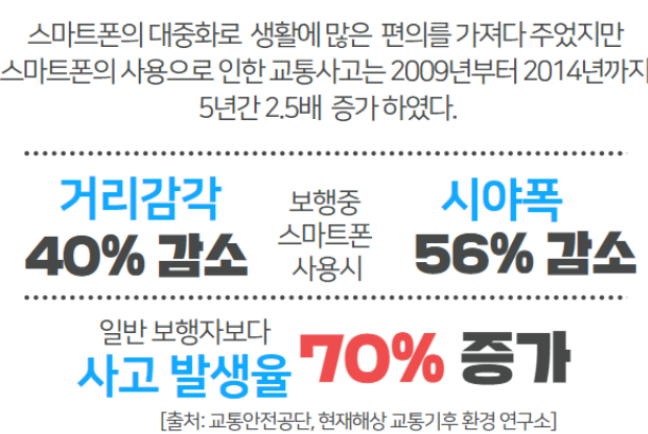 스마트폰의 대중화로 생활에 많은 편의를 가져다 주었지만
스마트폰의 사용으로 인한 교통사고는 2009년부터 2014년까지
5년간 2.5배 증가 하였다.
거리감각
40% 감소
보행중
스마트폰
사용시
시야폭
56% 감소
일반 보행자보다
사고 발생율 70% 증가
[출처: 교통안전공단, 현재해상 교통기후 환경 연구소]